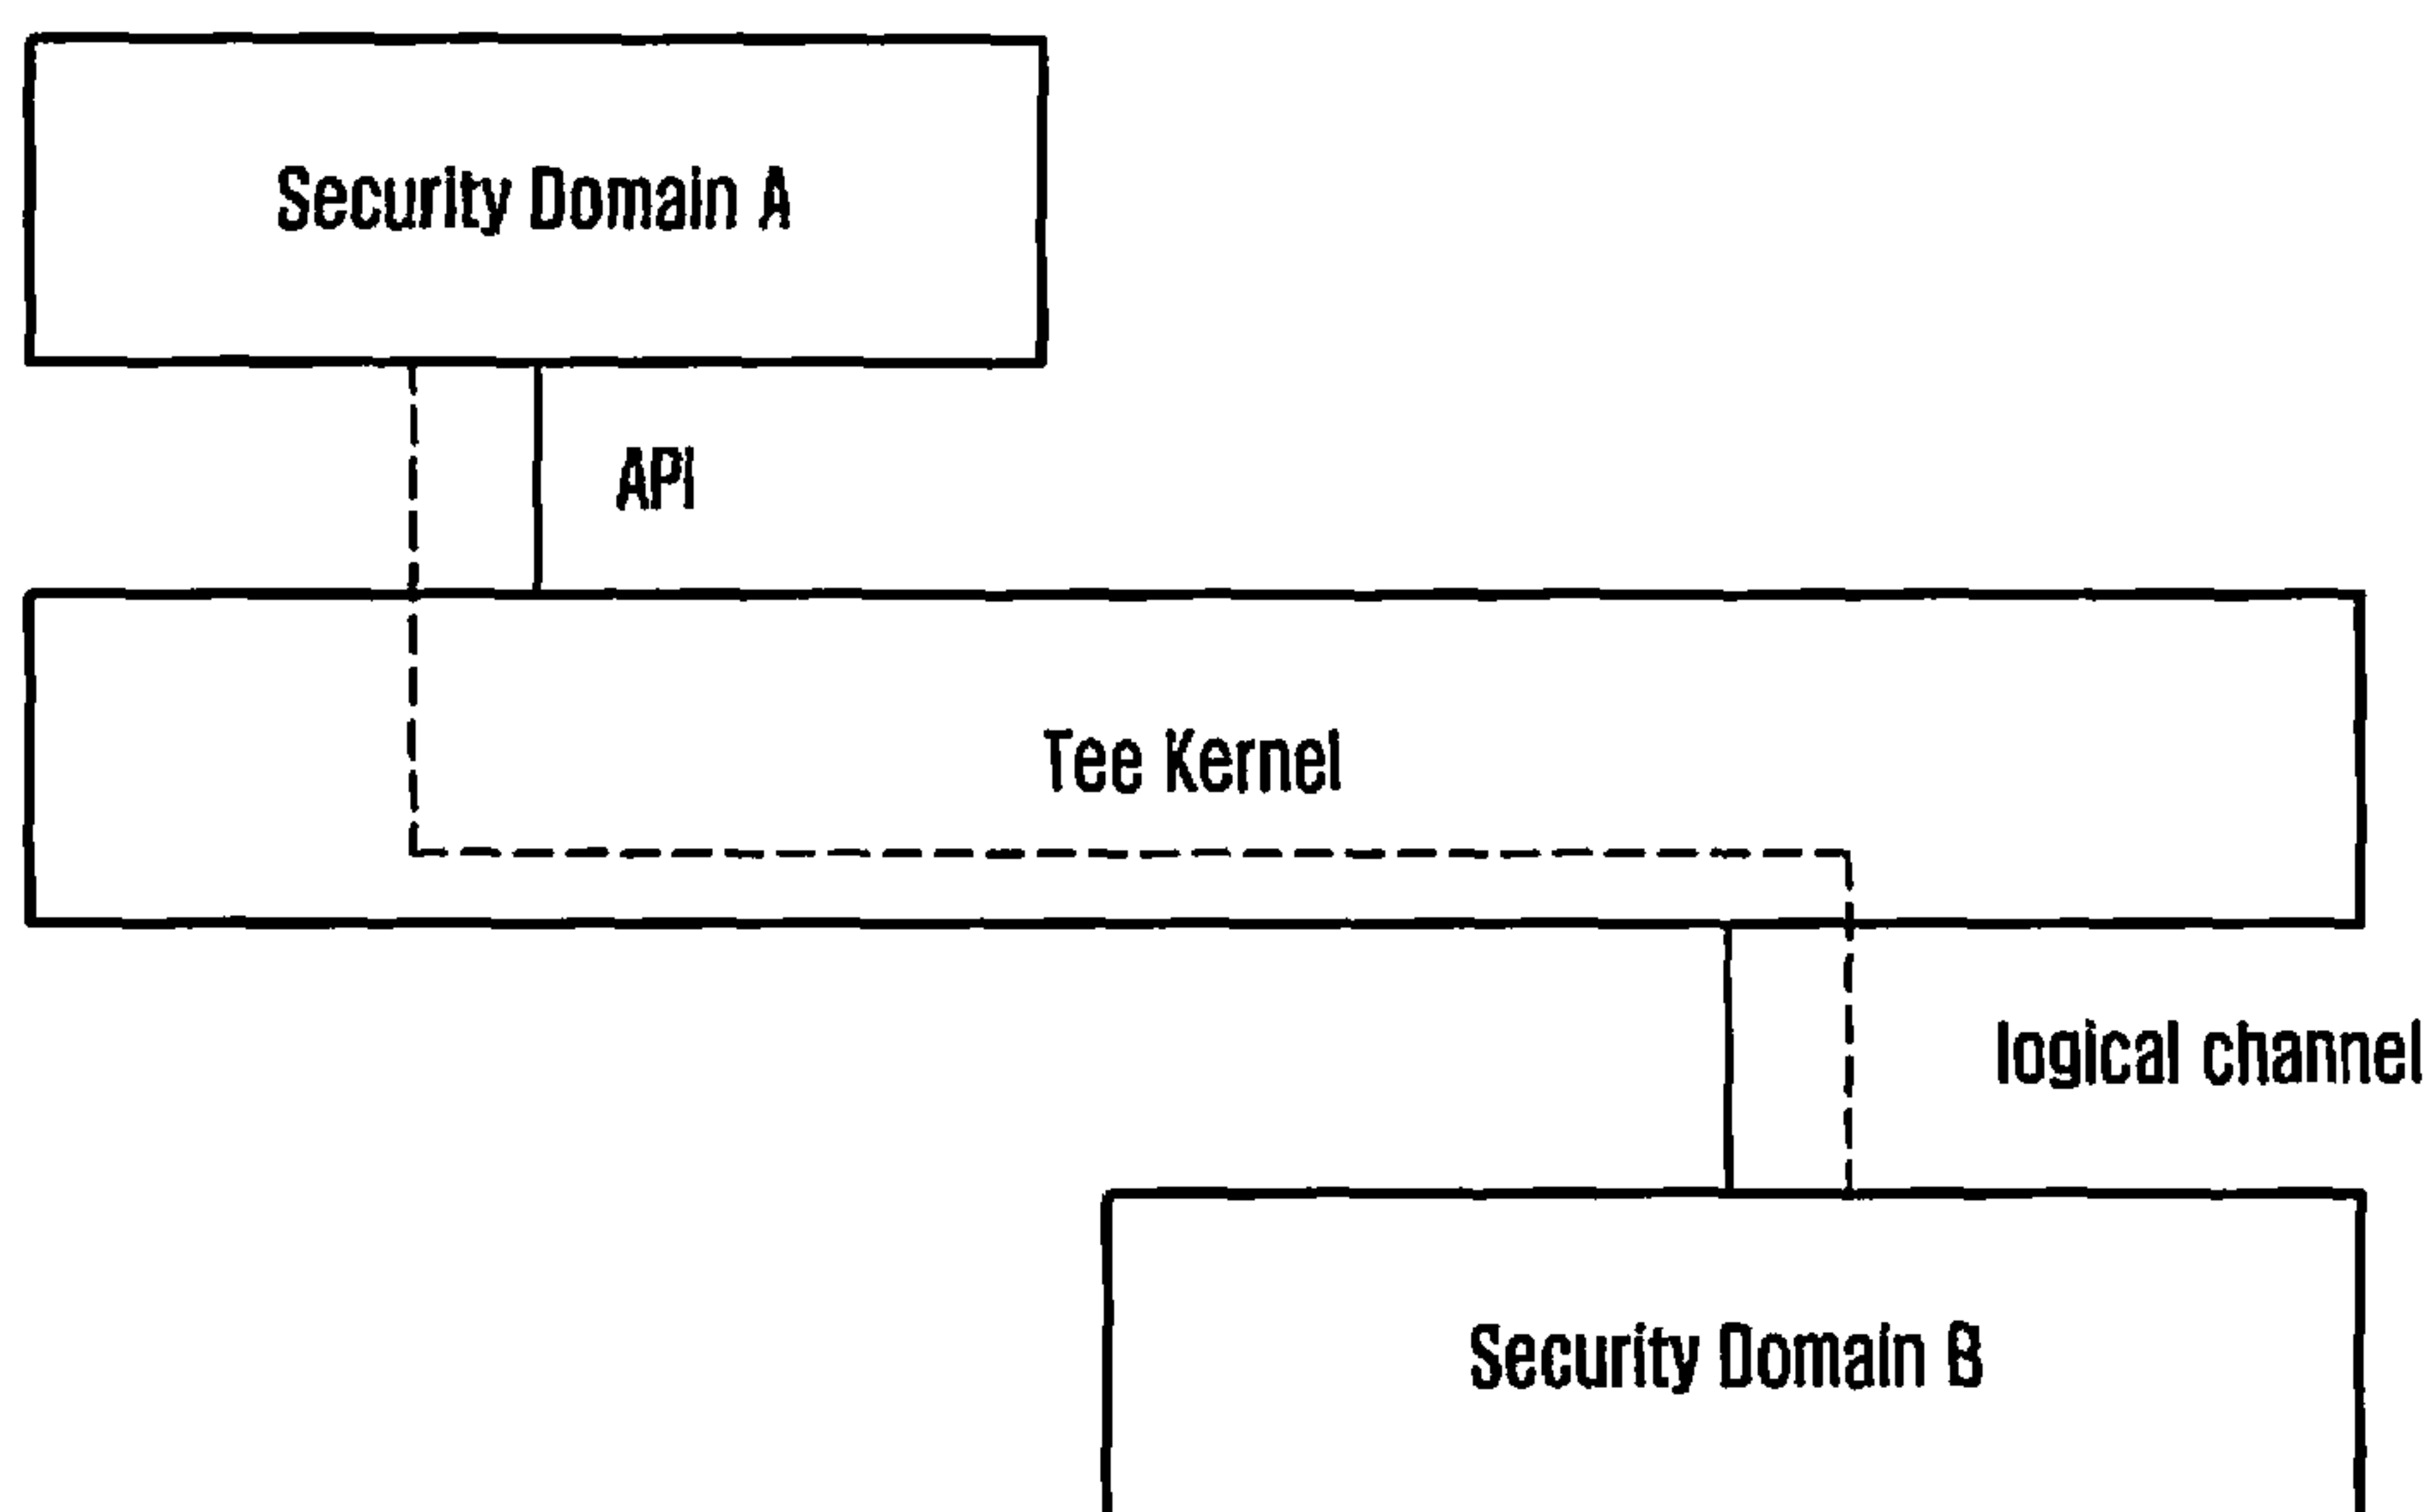 Security Domain A
API
Tee Kernel
logical channel
Security Domain B